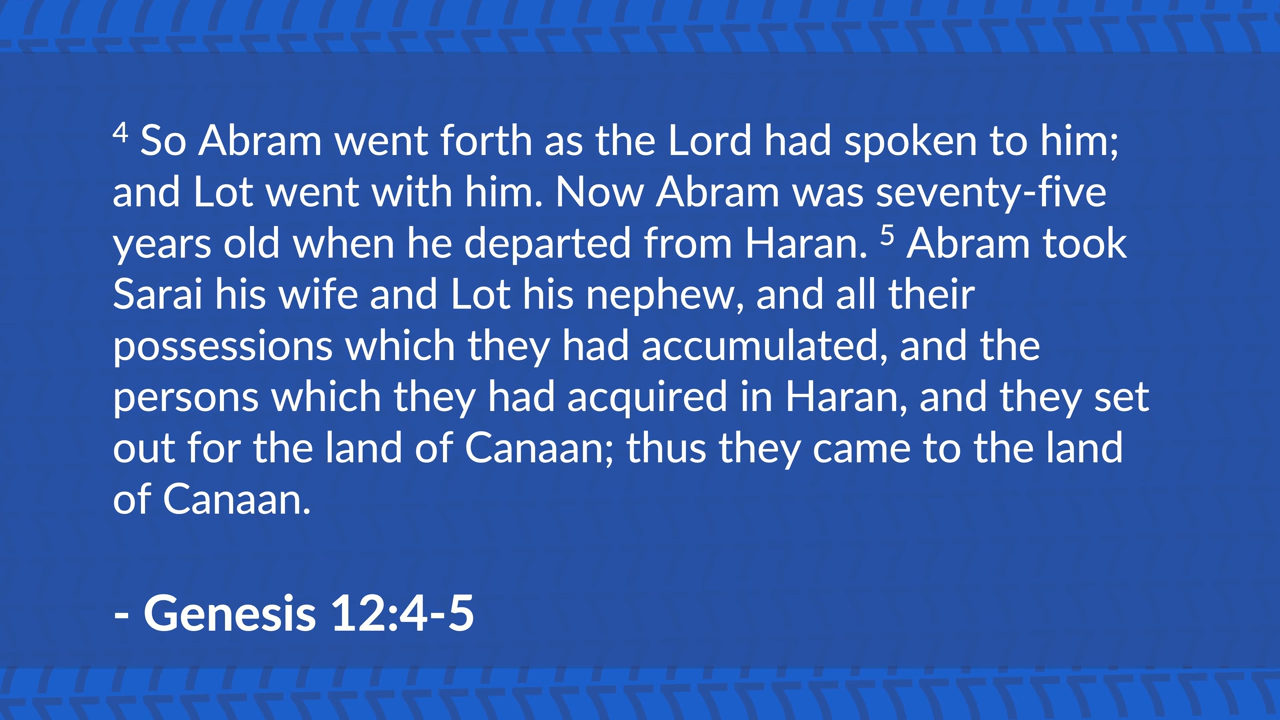 4 So Abram went forth as the Lord had spoken to him;
and Lot went with him. Now Abram was seventy-five
years old when he departed from Haran. 5 Abram took
Sarai his wife and Lot his nephew, and all their
possessions which they had accumulated, and the
persons which they had acquired in Haran, and they set
out for the land of Canaan; thus they came to the land
of Canaan.
- Genesis 12:4-5